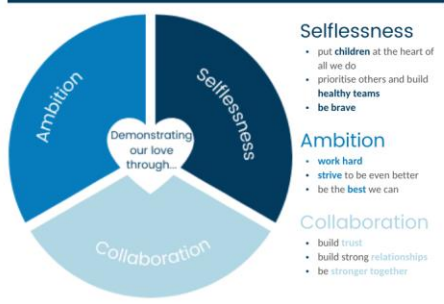 Ambition
Selflessness
Demonstrating
our love
through...
Collaboration
Selflessness
• put children at the heart of
all we do
• prioritise others and build
healthy teams
• be brave
Ambition
• work hard
• strive to be even better
• be the best we can
Collaboration
• build trust
• build strong relationships
• be stronger together